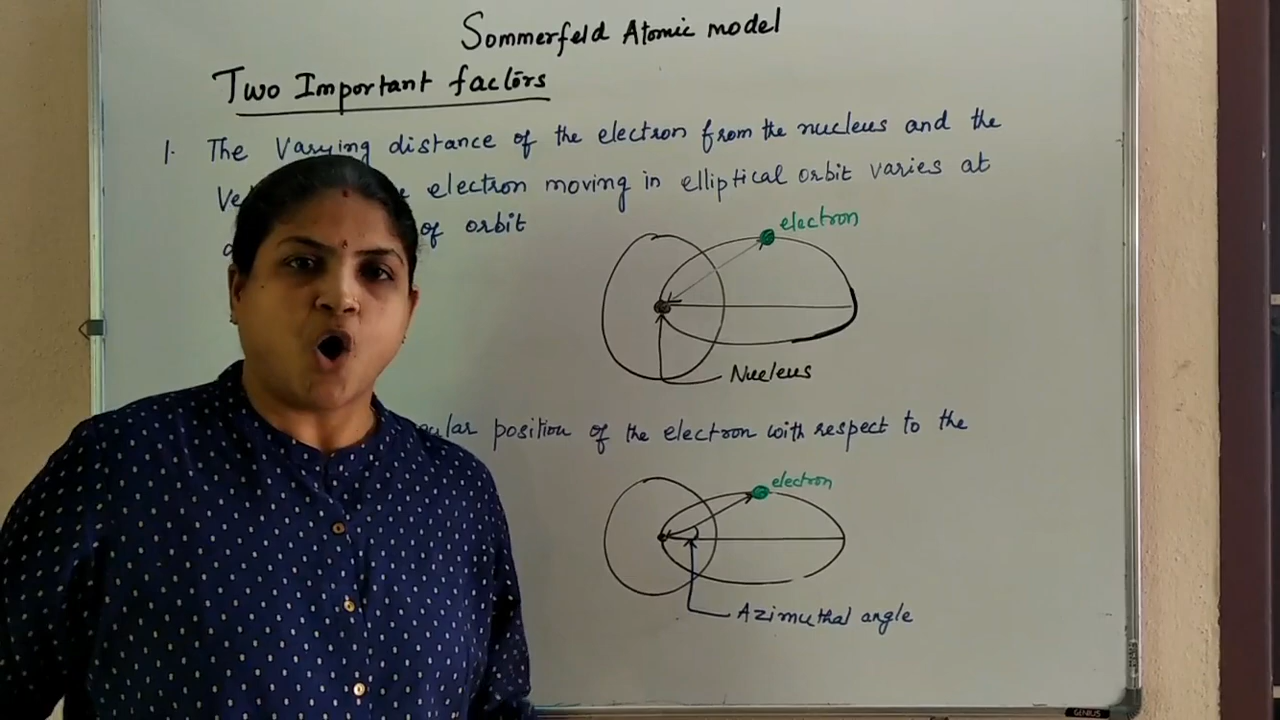 Sommerfeld Atomic model
Two Important factors
1. The Varying distance of the electron from the nucleus and the
electron moving in elliptical orbit varies at
of orbit
electron
Nucleus
position of the electron with respect to the
electron
Azimuthal angle
GENIUS